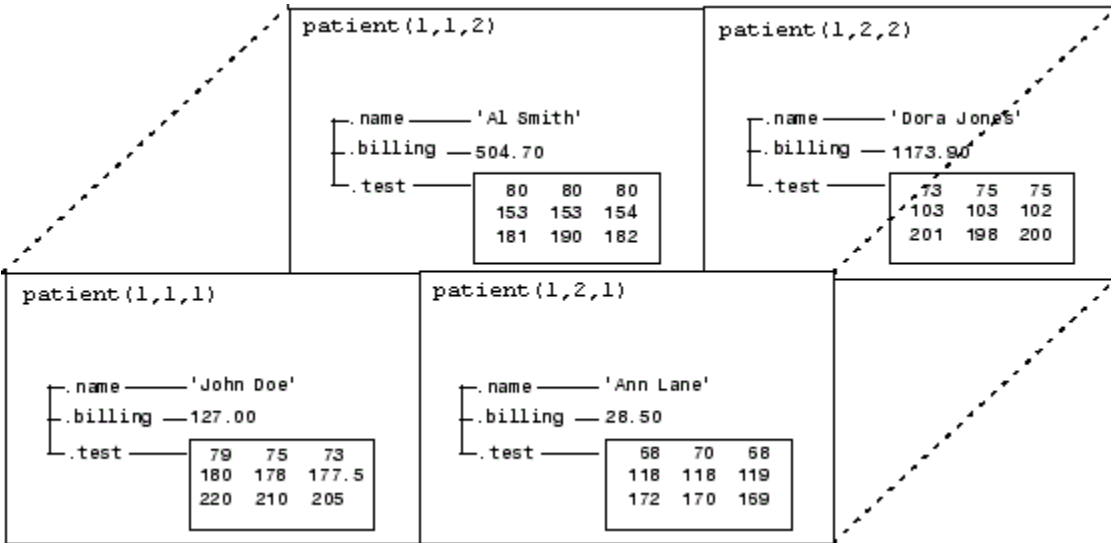 patient(1,1,2)
.name 'Al Smith'
.billing 504.70
.test
80 80 80
153 153 154
181 190 182
patient(1,2,2)
.name 'Dora Jones'
.billing 1173.90
.test
73 75 75
103 103 102
201 198 200
patient(1,1,1)
.name 'John Doe'
.billing 127.00
.test
79 75 73
180 178 177.5
220 210 205
patient(1,2,1)
.name 'Ann Lane'
.billing 28.50
.test
68 70 68
118 118 119
172 170 169